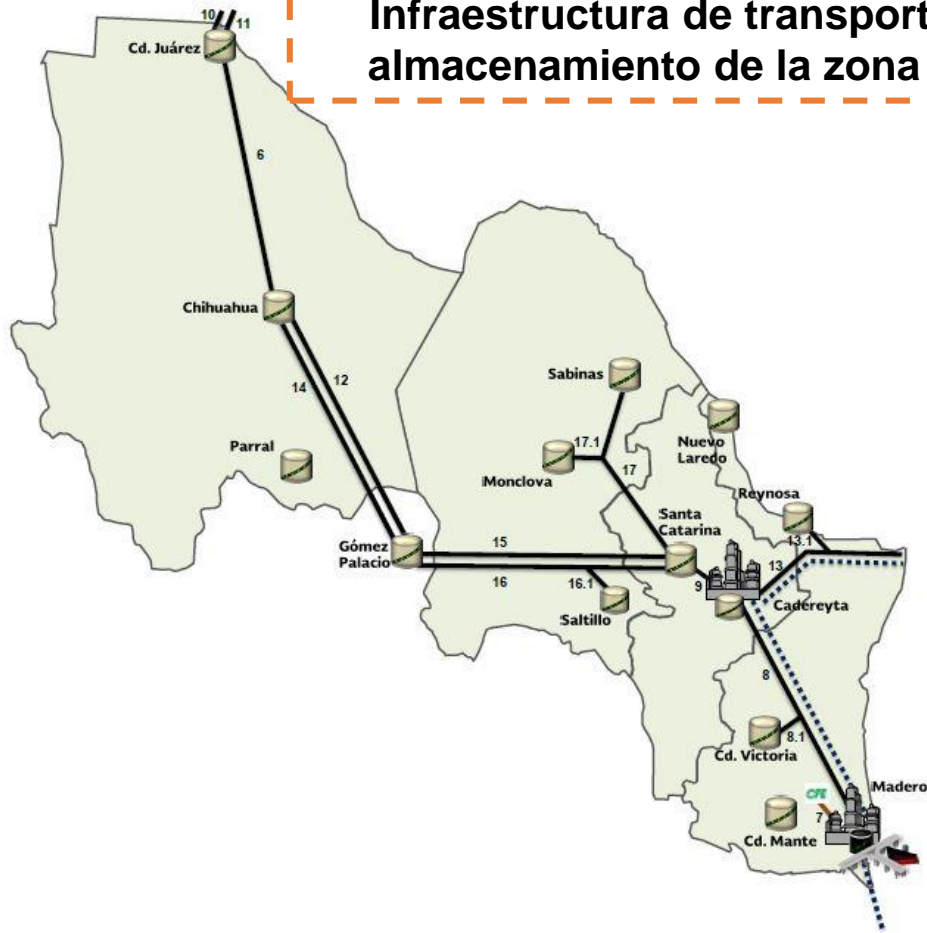 Infraestructura de transport
almacenamiento de la zona
10
11
Cd. Juárez
6
Chihuahua
14
12
Parral
Sabinas
17.1
Monclova
17
Nuevo
Laredo
Reynosa
13.1
Santa
Catarina
Gómez
Palacio
15
16
16.1
Saltillo
9
13
Cadereyta
8
8.1
Cd. Victoria
CFE
7
Madero
Cd. Mante